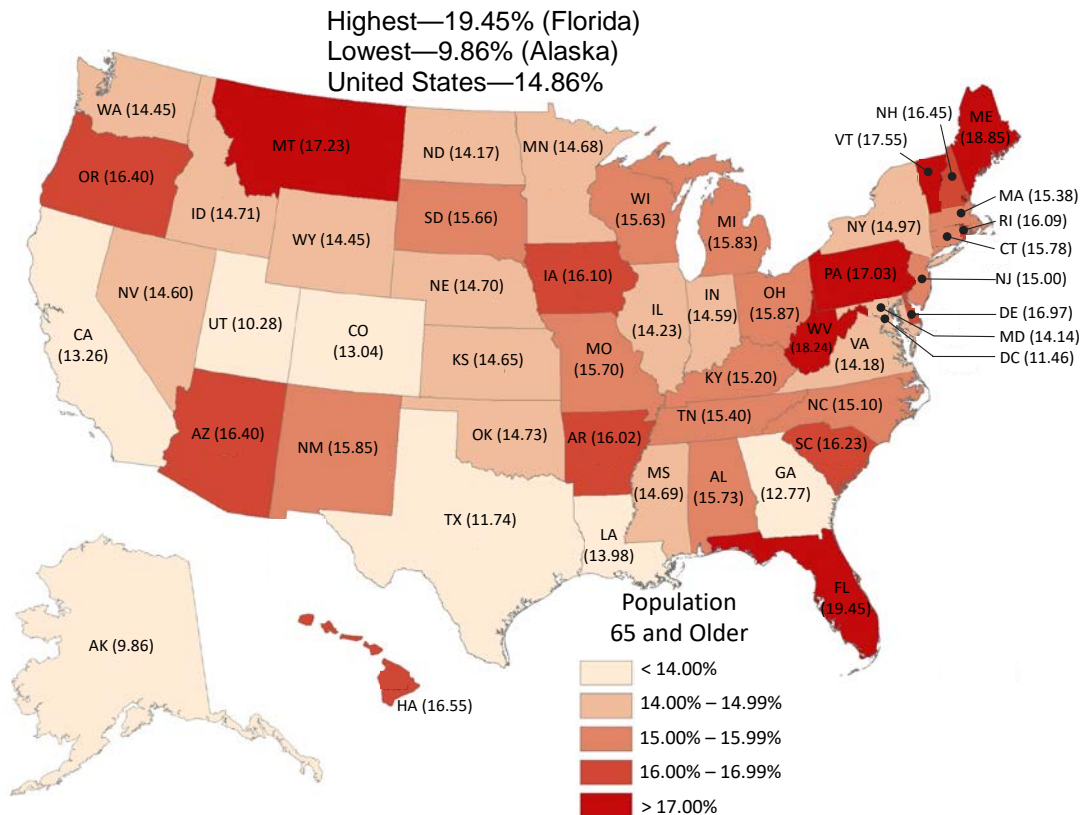 Highest—19.45% (Florida)
Lowest—9.86% (Alaska)
United States—14.86%
WA (14.45)
MT (17.23)
ND (14.17)
MN (14.68)
NH (16.45)
ME
(18.85)
VT (17.55)
OR (16.40)
ID (14.71)
WY (14.45)
SD (15.66)
WI
(15.63)
MI
(15.83)
NY (14.97)
MA (15.38)
RI (16.09)
CT (15.78)
NV (14.60)
UT (10.28)
CO
(13.04)
NE (14.70)
IA (16.10)
IL
(14.23)
IN
(14.59)
OH
(15.87)
PA (17.03)
NJ (15.00)
DE (16.97)
MD (14.14)
DC (11.46)
CA
(13.26)
KS (14.65)
MO
(15.70)
KY (15.20)
WV
(18.24)
VA
(14.18)
AZ (16.40)
NM (15.85)
OK (14.73)
AR (16.02)
TN (15.40)
NC (15.10)
SC (16.23)
TX (11.74)
LA
(13.98)
MS
(14.69)
AL
(15.73)
GA
(12.77)
FL
(19.45)
AK (9.86)
HA (16.55)
Population
65 and Older
< 14.00%
14.00% – 14.99%
15.00% – 15.99%
16.00% – 16.99%
> 17.00%